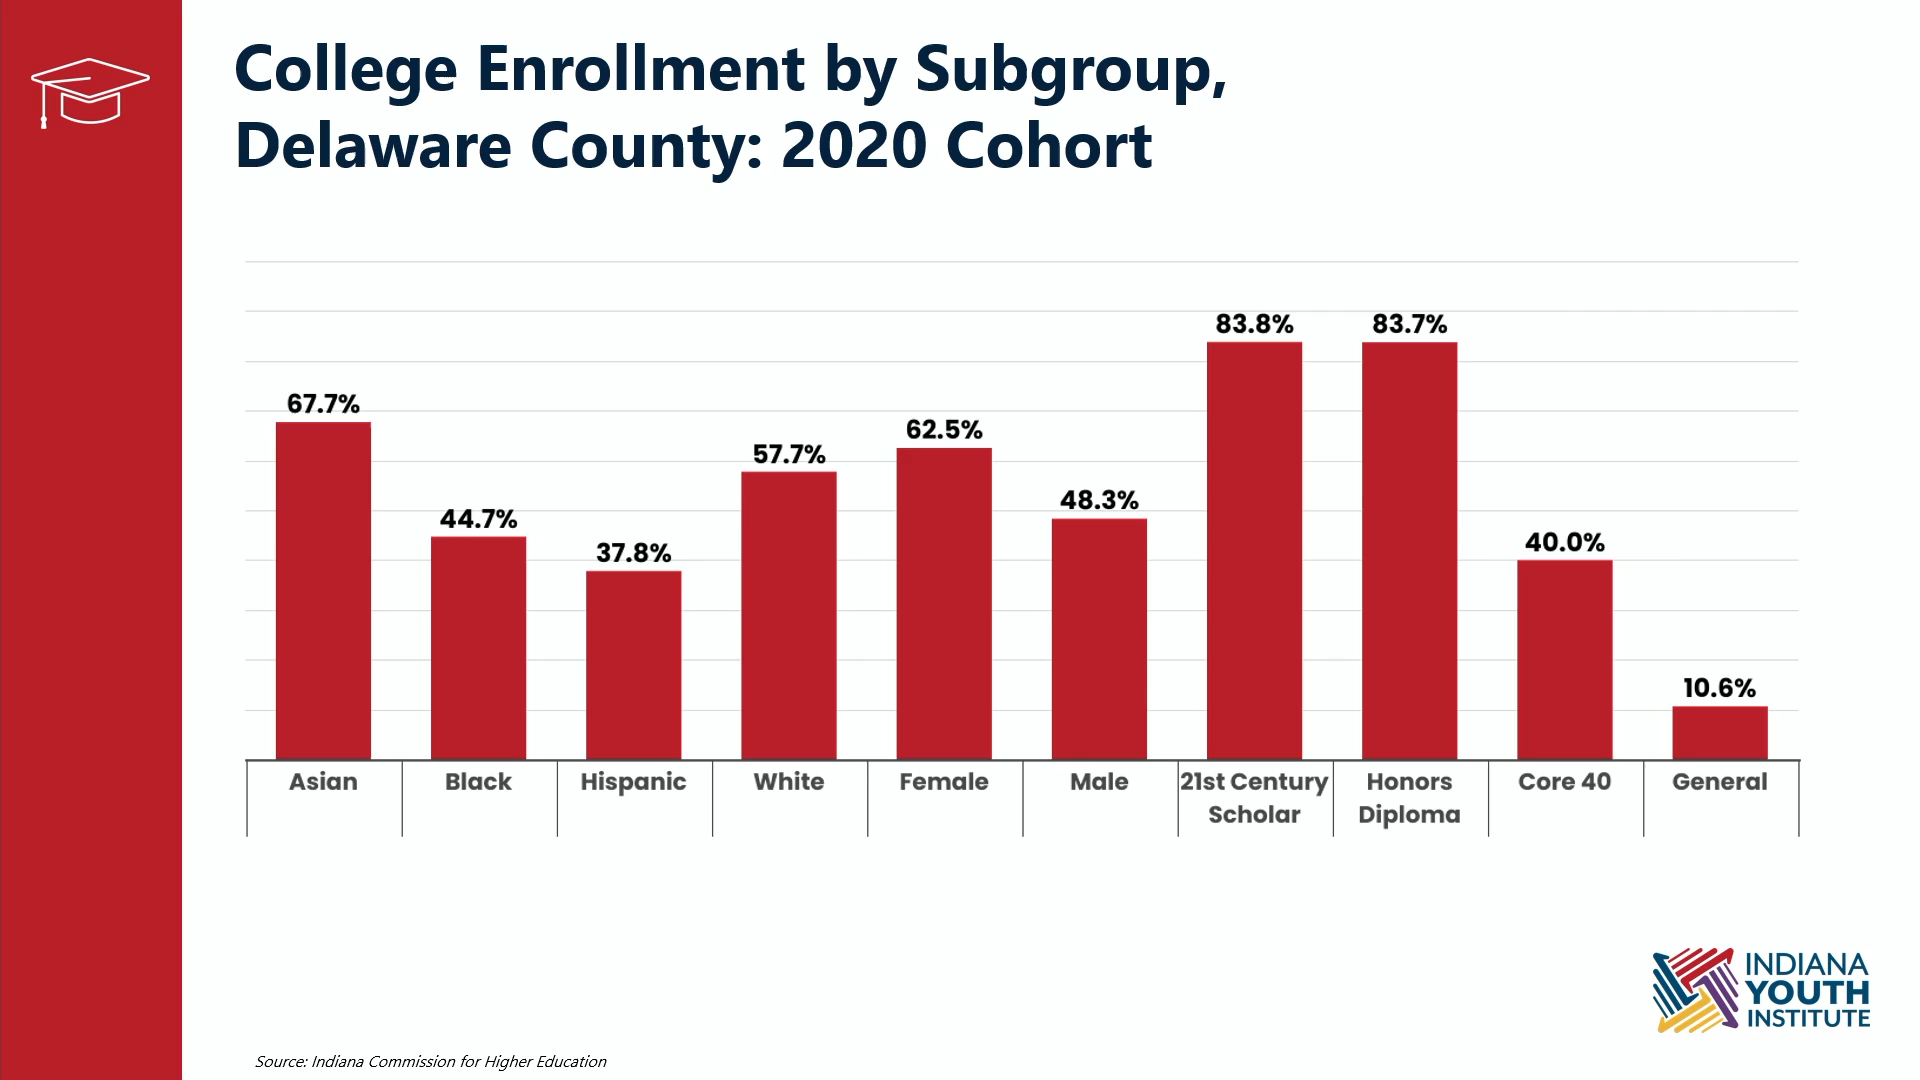 College Enrollment by Subgroup,
Delaware County: 2020 Cohort
67.7%
44.7%
37.8%
57.7%
62.5%
48.3%
83.8%
83.7%
40.0%
10.6%
Asian
Black
Hispanic
White
Female
Male
21st Century
Scholar
Honors
Diploma
Core 40
General
INDIANA
YOUTH
INSTITUTE
Source: Indiana Commission for Higher Education